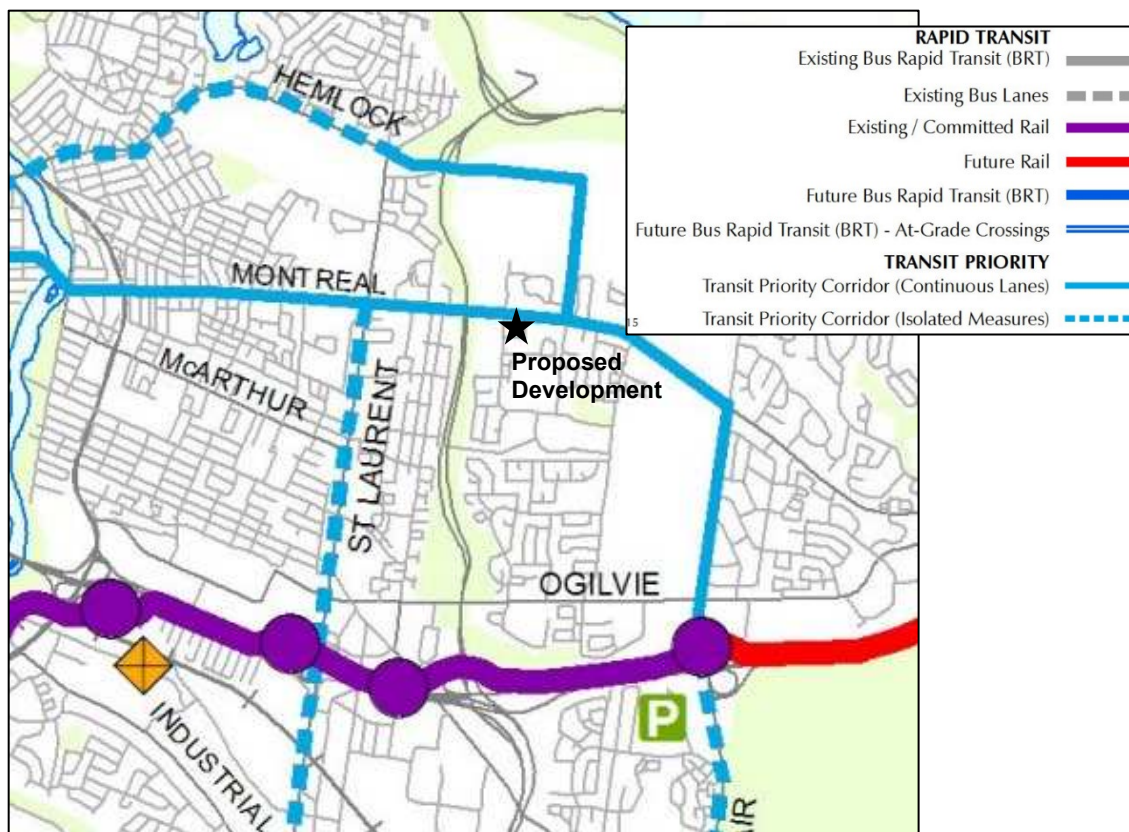 RAPID TRANSIT
Existing Bus Rapid Transit (BRT)
Existing Bus Lanes
Existing / Committed Rail
Future Rail
Future Bus Rapid Transit (BRT)
Future Bus Rapid Transit (BRT) - At-Grade Crossings
TRANSIT PRIORITY
Transit Priority Corridor (Continuous Lanes)
Transit Priority Corridor (Isolated Measures)
HEMLOCK
MONTREAL
15
Proposed
Development
McARTHUR
ST LAURENT
OGILVIE
P
INDUSTRIAL
AIR